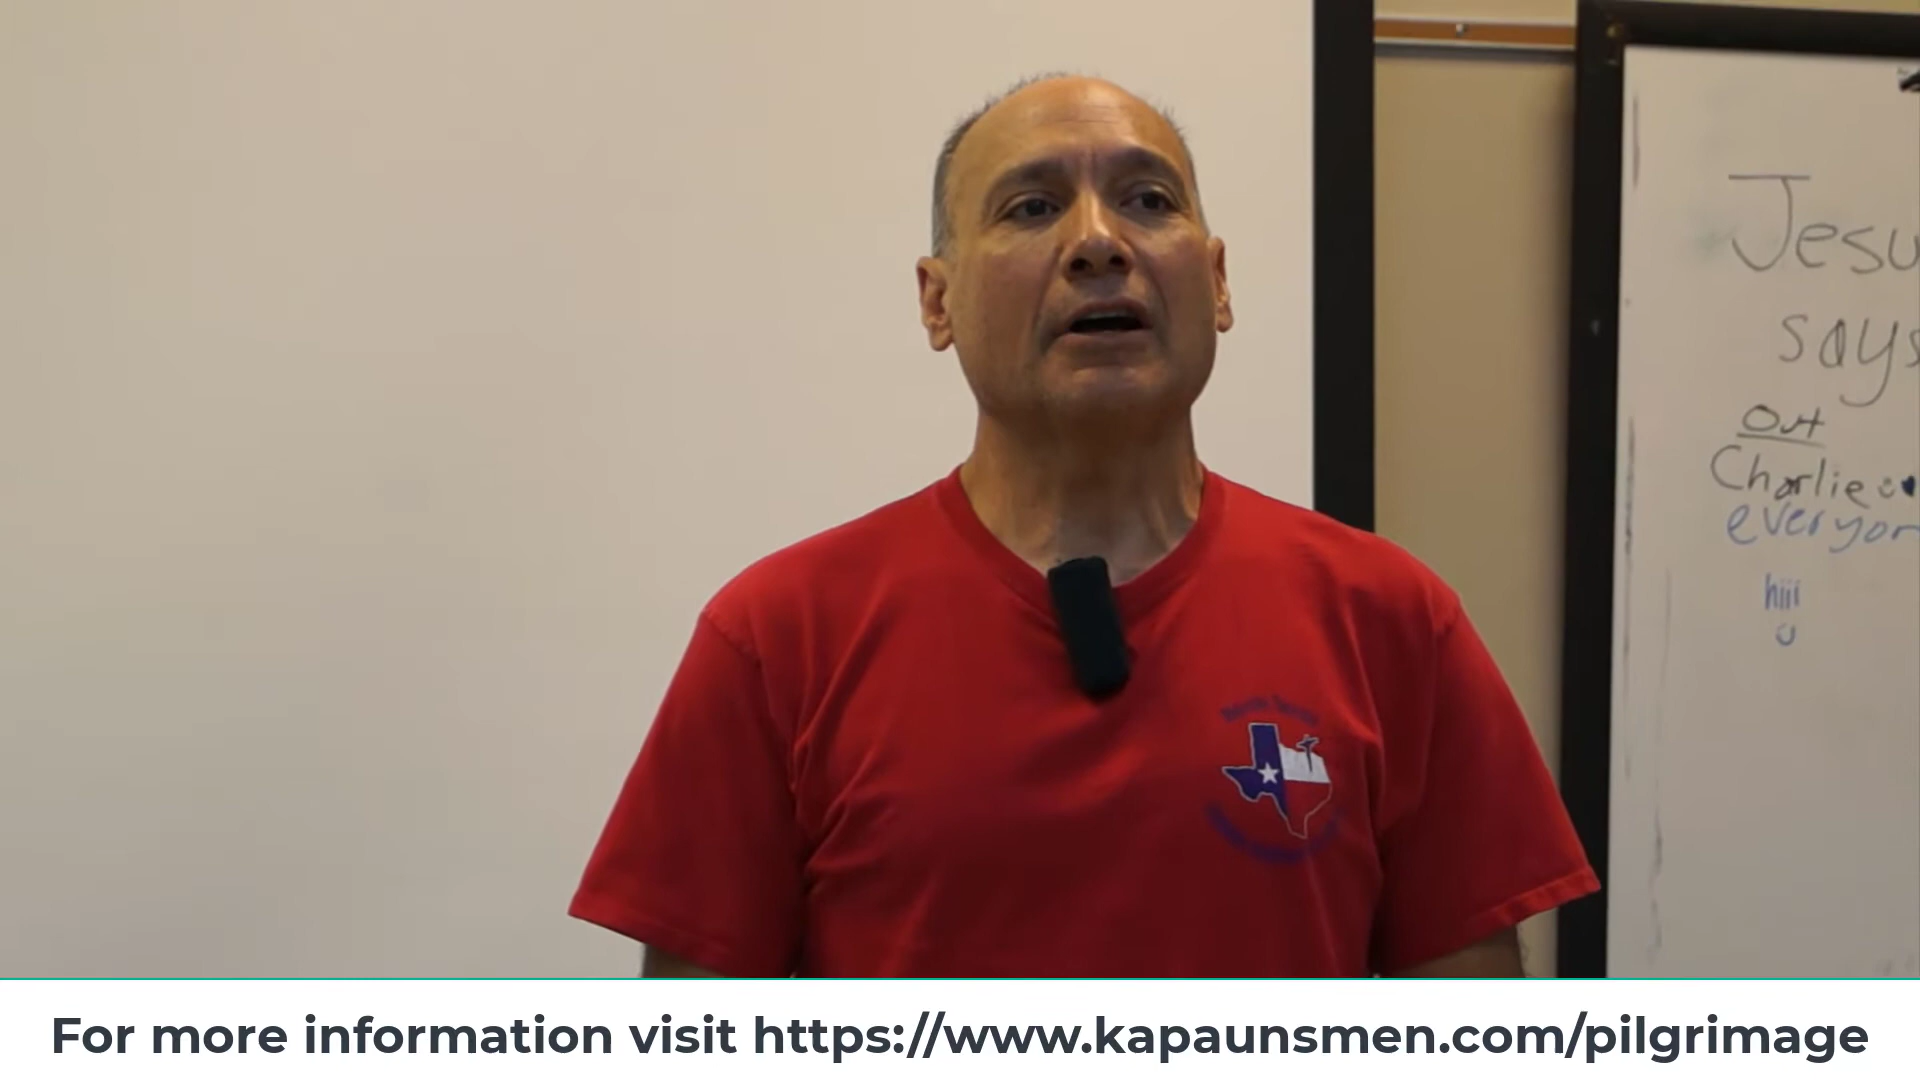 Jesu
says
Out
Charlie
everyon
hiii
For more information visit https://www.kapaunsmen.com/pilgrimage